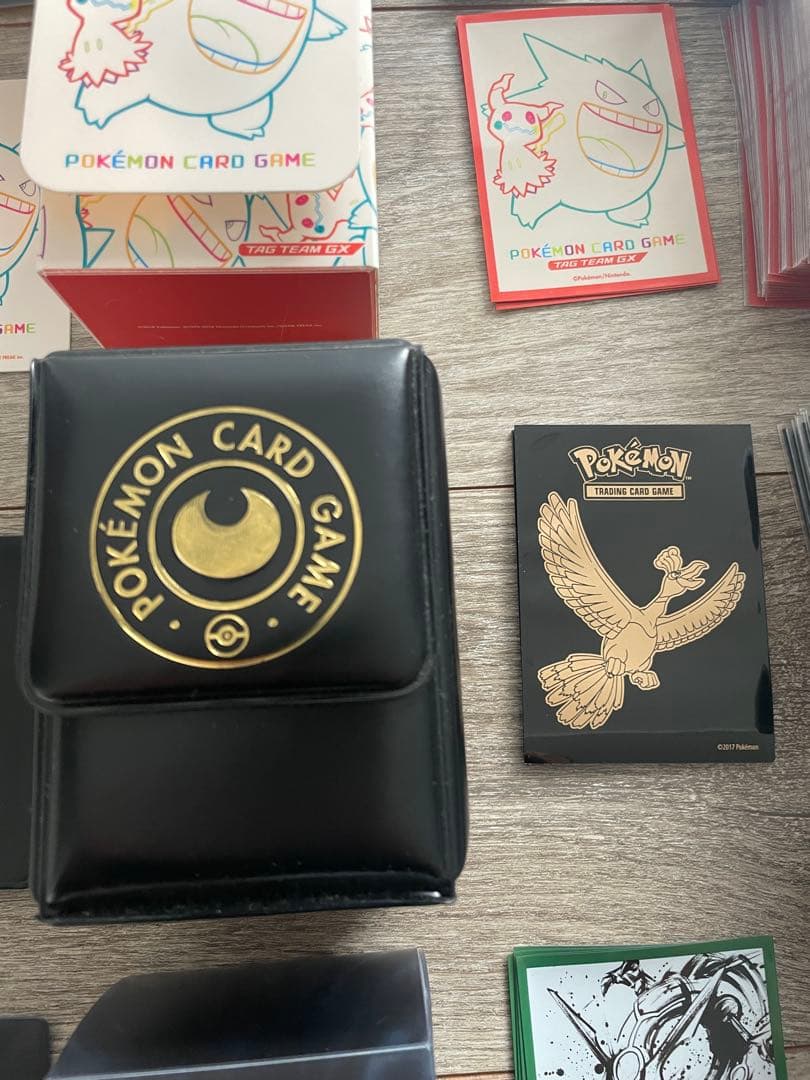 POKÉMON CARD GAME
TAG TEAM GX
GAME
POKÉMON CARD GAME
TAG TEAM GX
©Pokémon/Nintendo.
POKÉMON CARD GAME
POKÉMON
TRADING CARD GAME
©2017 Pokémon